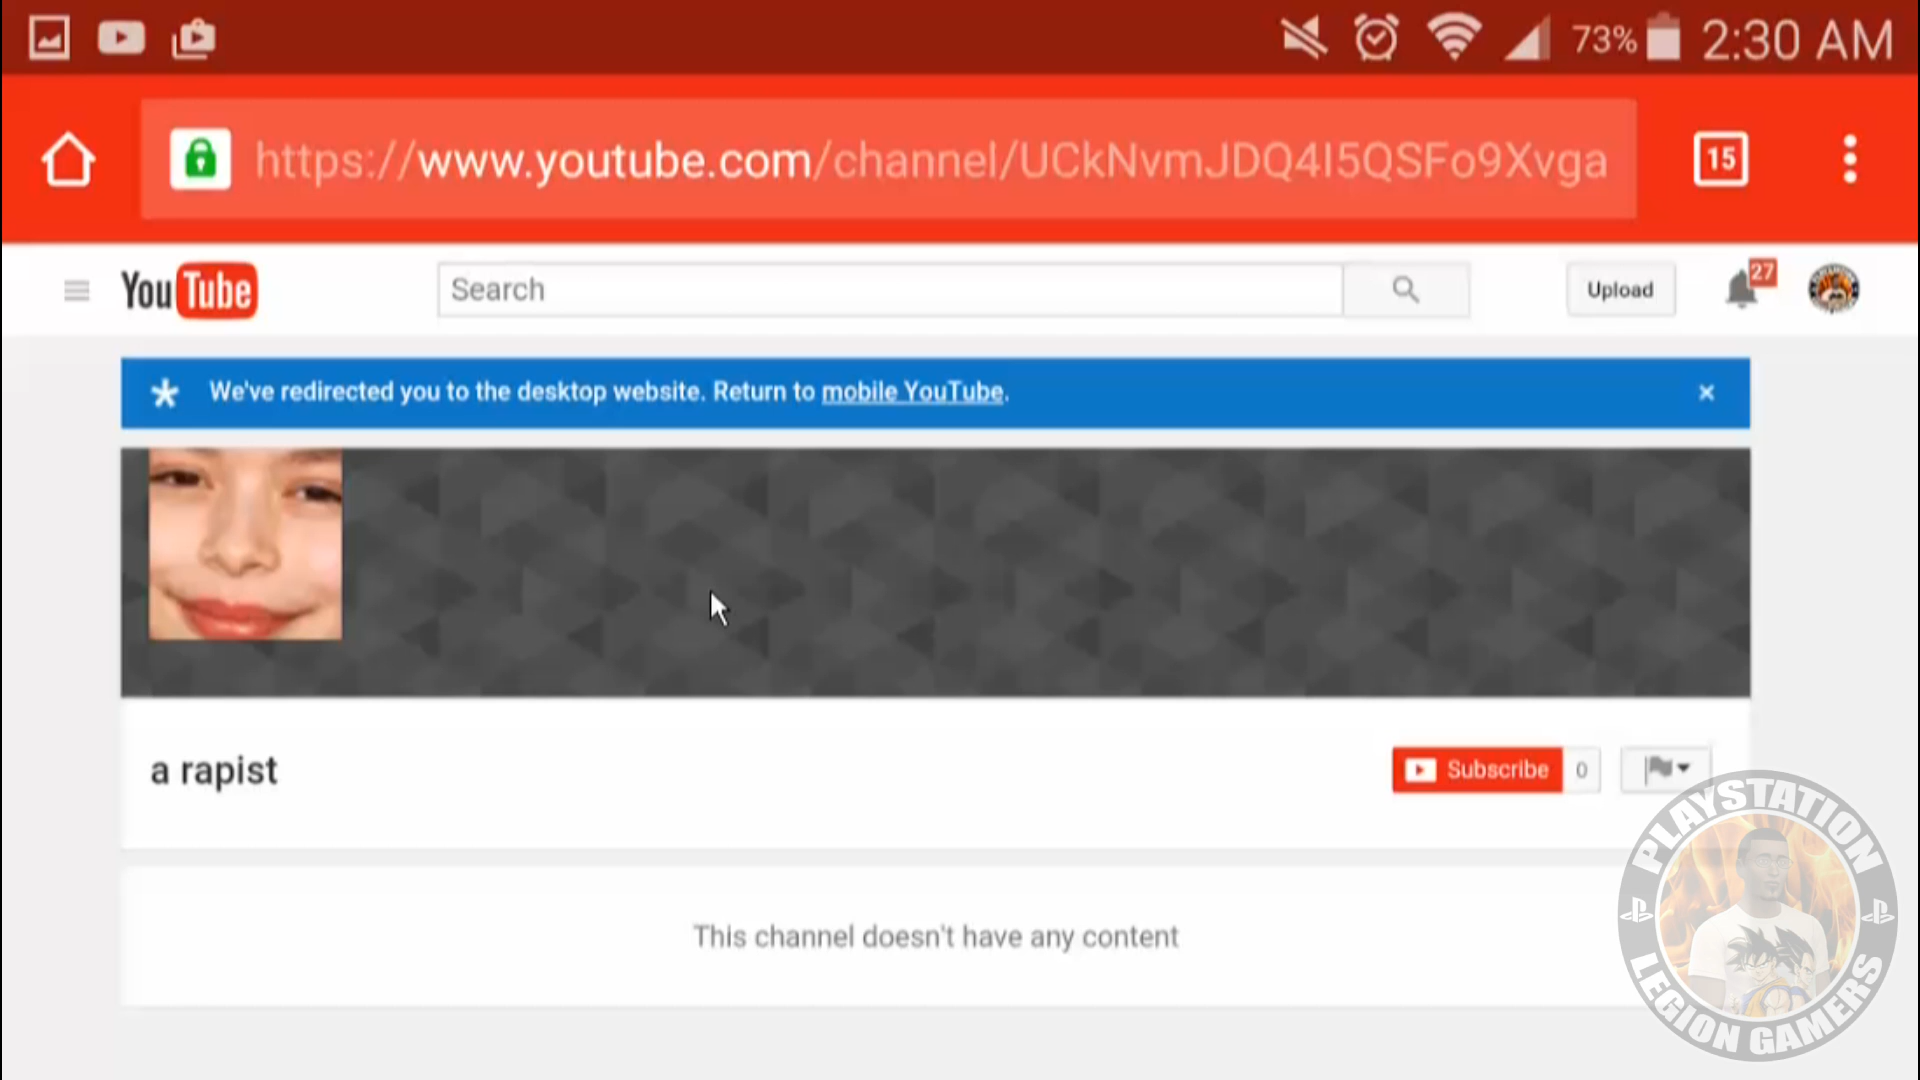 73% 2:30 AM
https://www.youtube.com/channel/UCkNvmJDQ4I5QSFo9Xvga
15
YouTube
Search
Upload
27
We've redirected you to the desktop website. Return to mobile YouTube.
a rapist
Subscribe 0
This channel doesn't have any content
PLAYSTATION
LEGION GAMERS